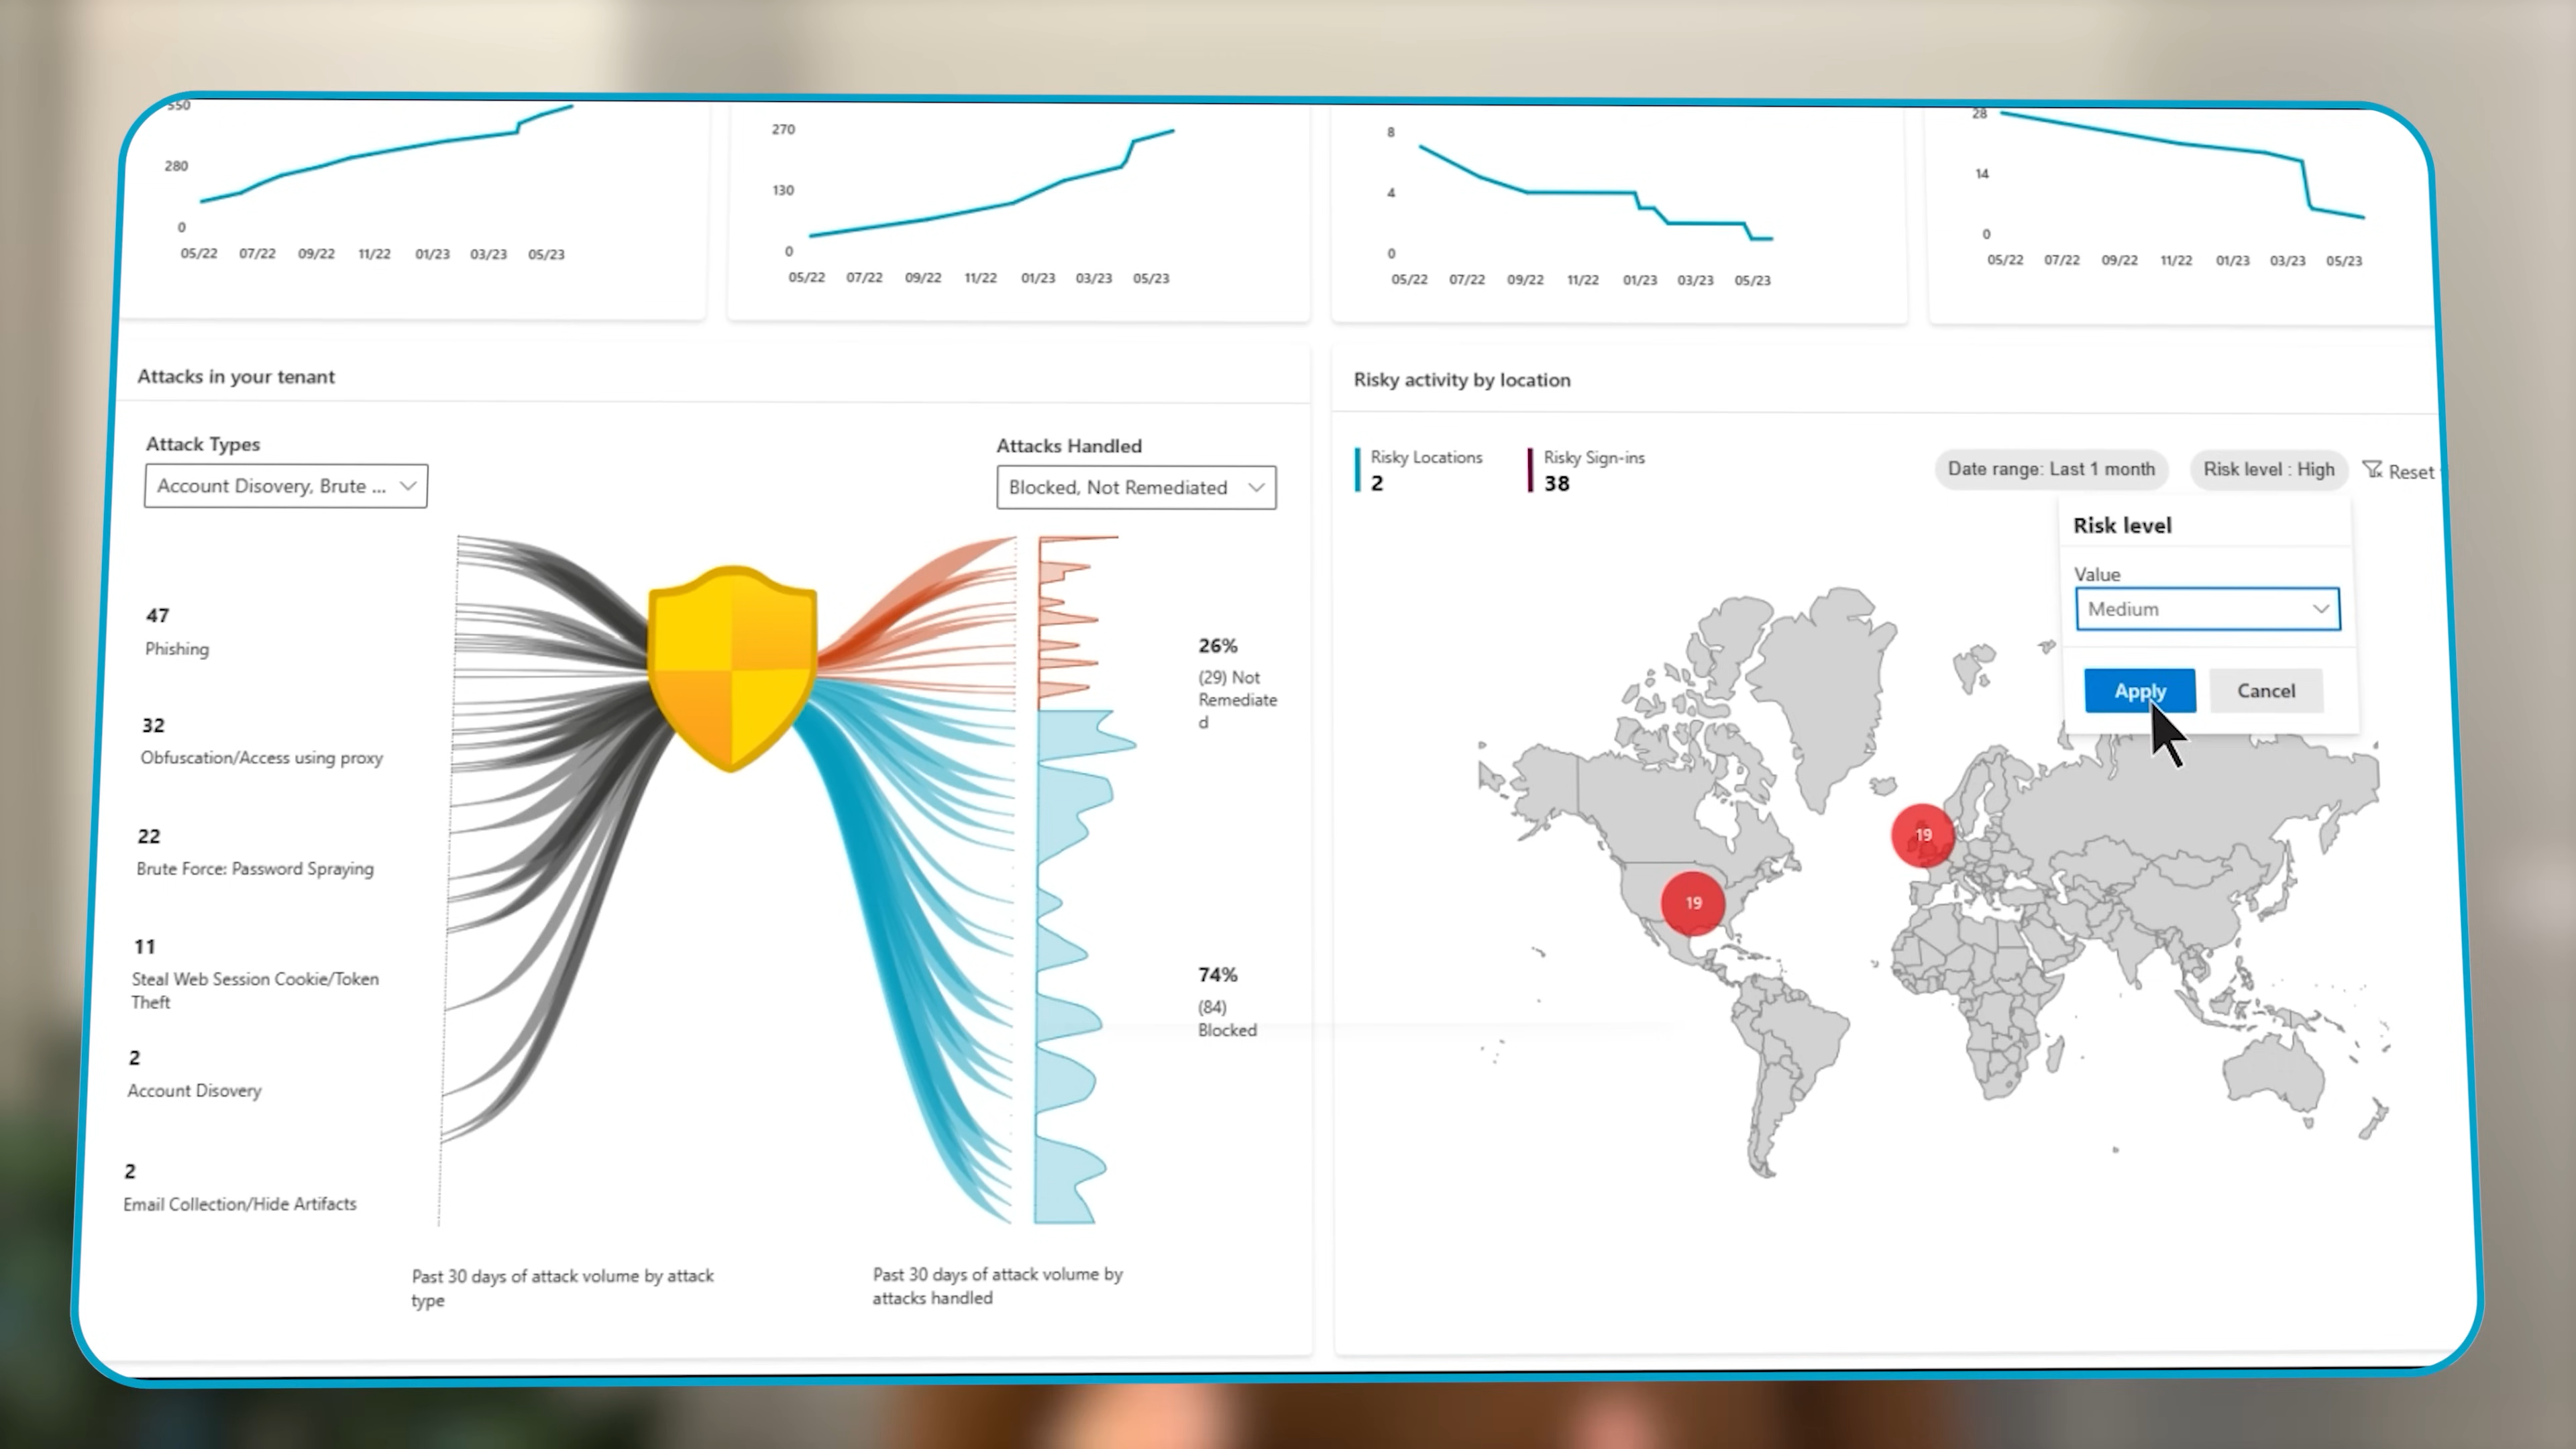 550
280
0
05/22 07/22 09/22 11/22 01/23 03/23 05/23
270
130
0
05/22 07/22 09/22 11/22 01/23 03/23 05/23
8
4
0
05/22 07/22 09/22 11/22 01/23 03/23 05/23
28
14
0
05/22 07/22 09/22 11/22 01/23 03/23 05/23
Attacks in your tenant
Attack Types
Account Disovery, Brute ...
Attacks Handled
Blocked, Not Remediated
47
Phishing
32
Obfuscation/Access using proxy
22
Brute Force: Password Spraying
11
Steal Web Session Cookie/Token
Theft
2
Account Disovery
2
Email Collection/Hide Artifacts
26%
(29) Not
Remediate
d
74%
(84)
Blocked
Past 30 days of attack volume by attack
type
Past 30 days of attack volume by
attacks handled
Risky activity by location
Risky Locations
2
Risky Sign-ins
38
Date range: Last 1 month
Risk level : High
Reset
Risk level
Value
Medium
Apply
Cancel
19
19